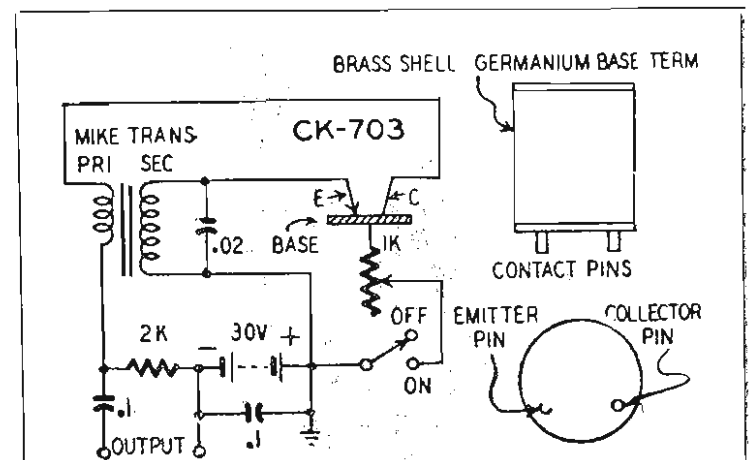 BRASS SHELL GERMANIUM BASE TERM
MIKE TRANS
PRI SEC
CK-703
E
C
.02
BASE
1K
CONTACT PINS
OFF
ON
2K
- 30V +
.1
.1
OUTPUT
EMITTER
PIN
COLLECTOR
PIN